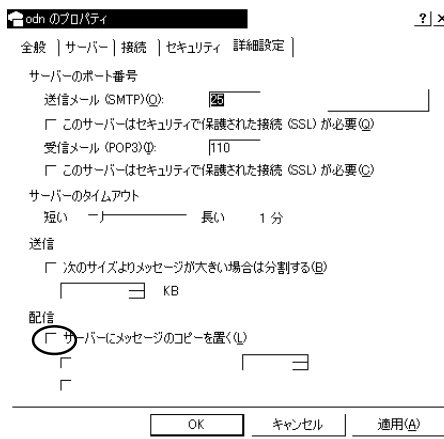 odn のプロパティ
全般 サーバー 接続 セキュリティ 詳細設定
サーバーのポート番号
送信メール (SMTP)(O): 25
このサーバーはセキュリティで保護された接続 (SSL) が必要(Q)
受信メール (POP3)(I): 110
このサーバーはセキュリティで保護された接続 (SSL) が必要(C)
サーバーのタイムアウト
短い 長い 1 分
送信
次のサイズよりメッセージが大きい場合は分割する(B)
KB
配信
サーバーにメッセージのコピーを置く(L)
OK キャンセル 適用(A)